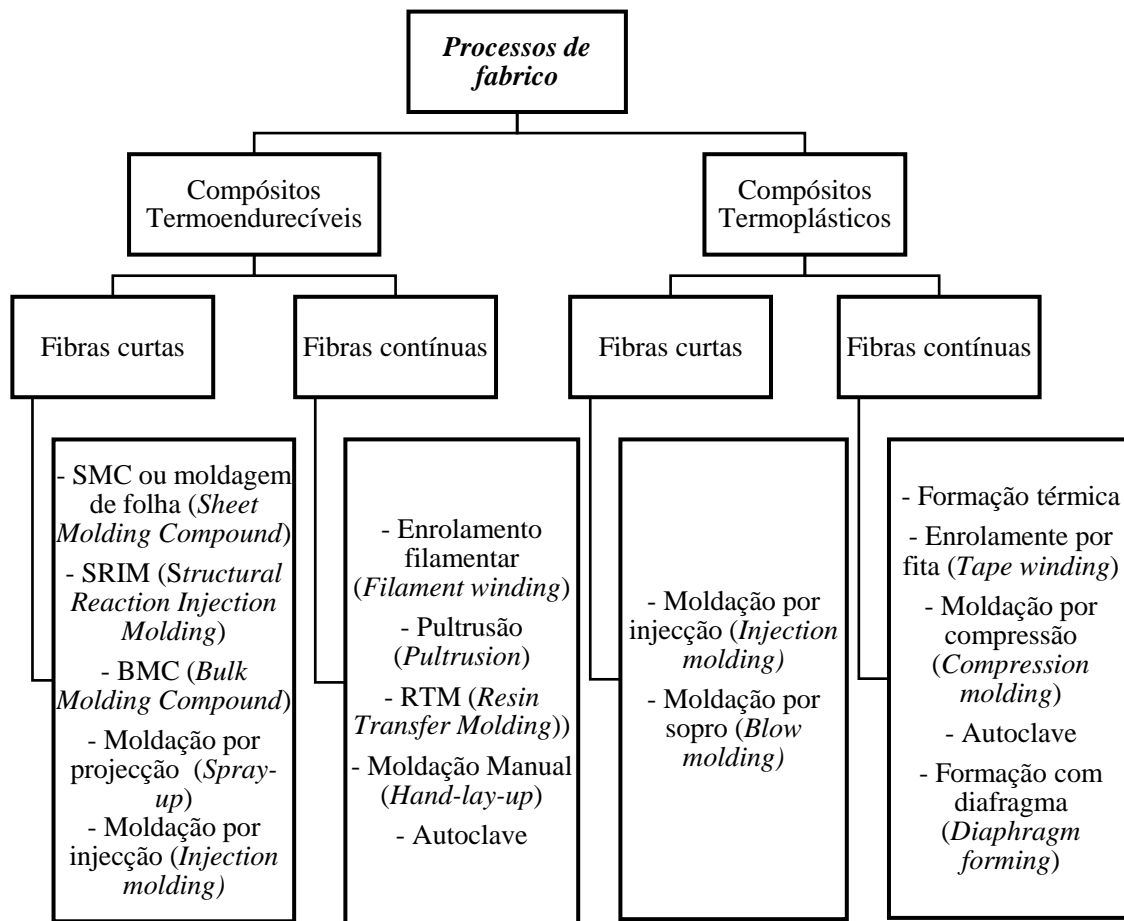 Processos de
fabrico
Compósitos
Termoendurecíveis
Compósitos
Termoplásticos
Fibras curtas
Fibras contínuas
Fibras curtas
Fibras contínuas
- SMC ou moldagem
de folha (Sheet
Molding Compound)
- SRIM (Structural
Reaction Injection
Molding)
- BMC (Bulk
Molding Compound)
- Moldação por
projecção (Spray-
up)
- Moldação por
injecção (Injection
molding)
- Enrolamento
filamentar
(Filament winding)
- Pultrusão
(Pultrusion)
- RTM (Resin
Transfer Molding))
- Moldação Manual
(Hand-lay-up)
- Autoclave
- Moldação por
injecção (Injection
molding)
- Moldação por
sopro (Blow
molding)
- Formação térmica
- Enrolamente por
fita (Tape winding)
- Moldação por
compressão
(Compression
molding)
- Autoclave
- Formação com
diafragma
(Diaphragm
forming)